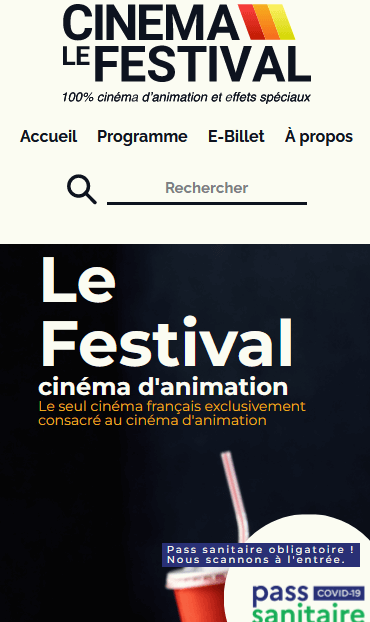 CINEMA
LE FESTIVAL
100% cinéma d'animation et effets spéciaux
Accueil Programme E-Billet À propos
Rechercher
Le
Festival
cinéma d'animation
Le seul cinéma français exclusivement
consacré au cinéma d'animation
Pass sanitaire obligatoire !
Nous scannons à l'entrée.
pass COVID-19
sanitaire